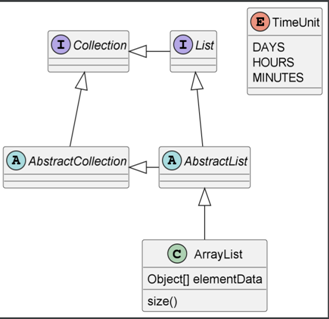 I Collection
I List
E TimeUnit
DAYS
HOURS
MINUTES
A AbstractCollection
A AbstractList
C ArrayList
Object[] elementData
size()